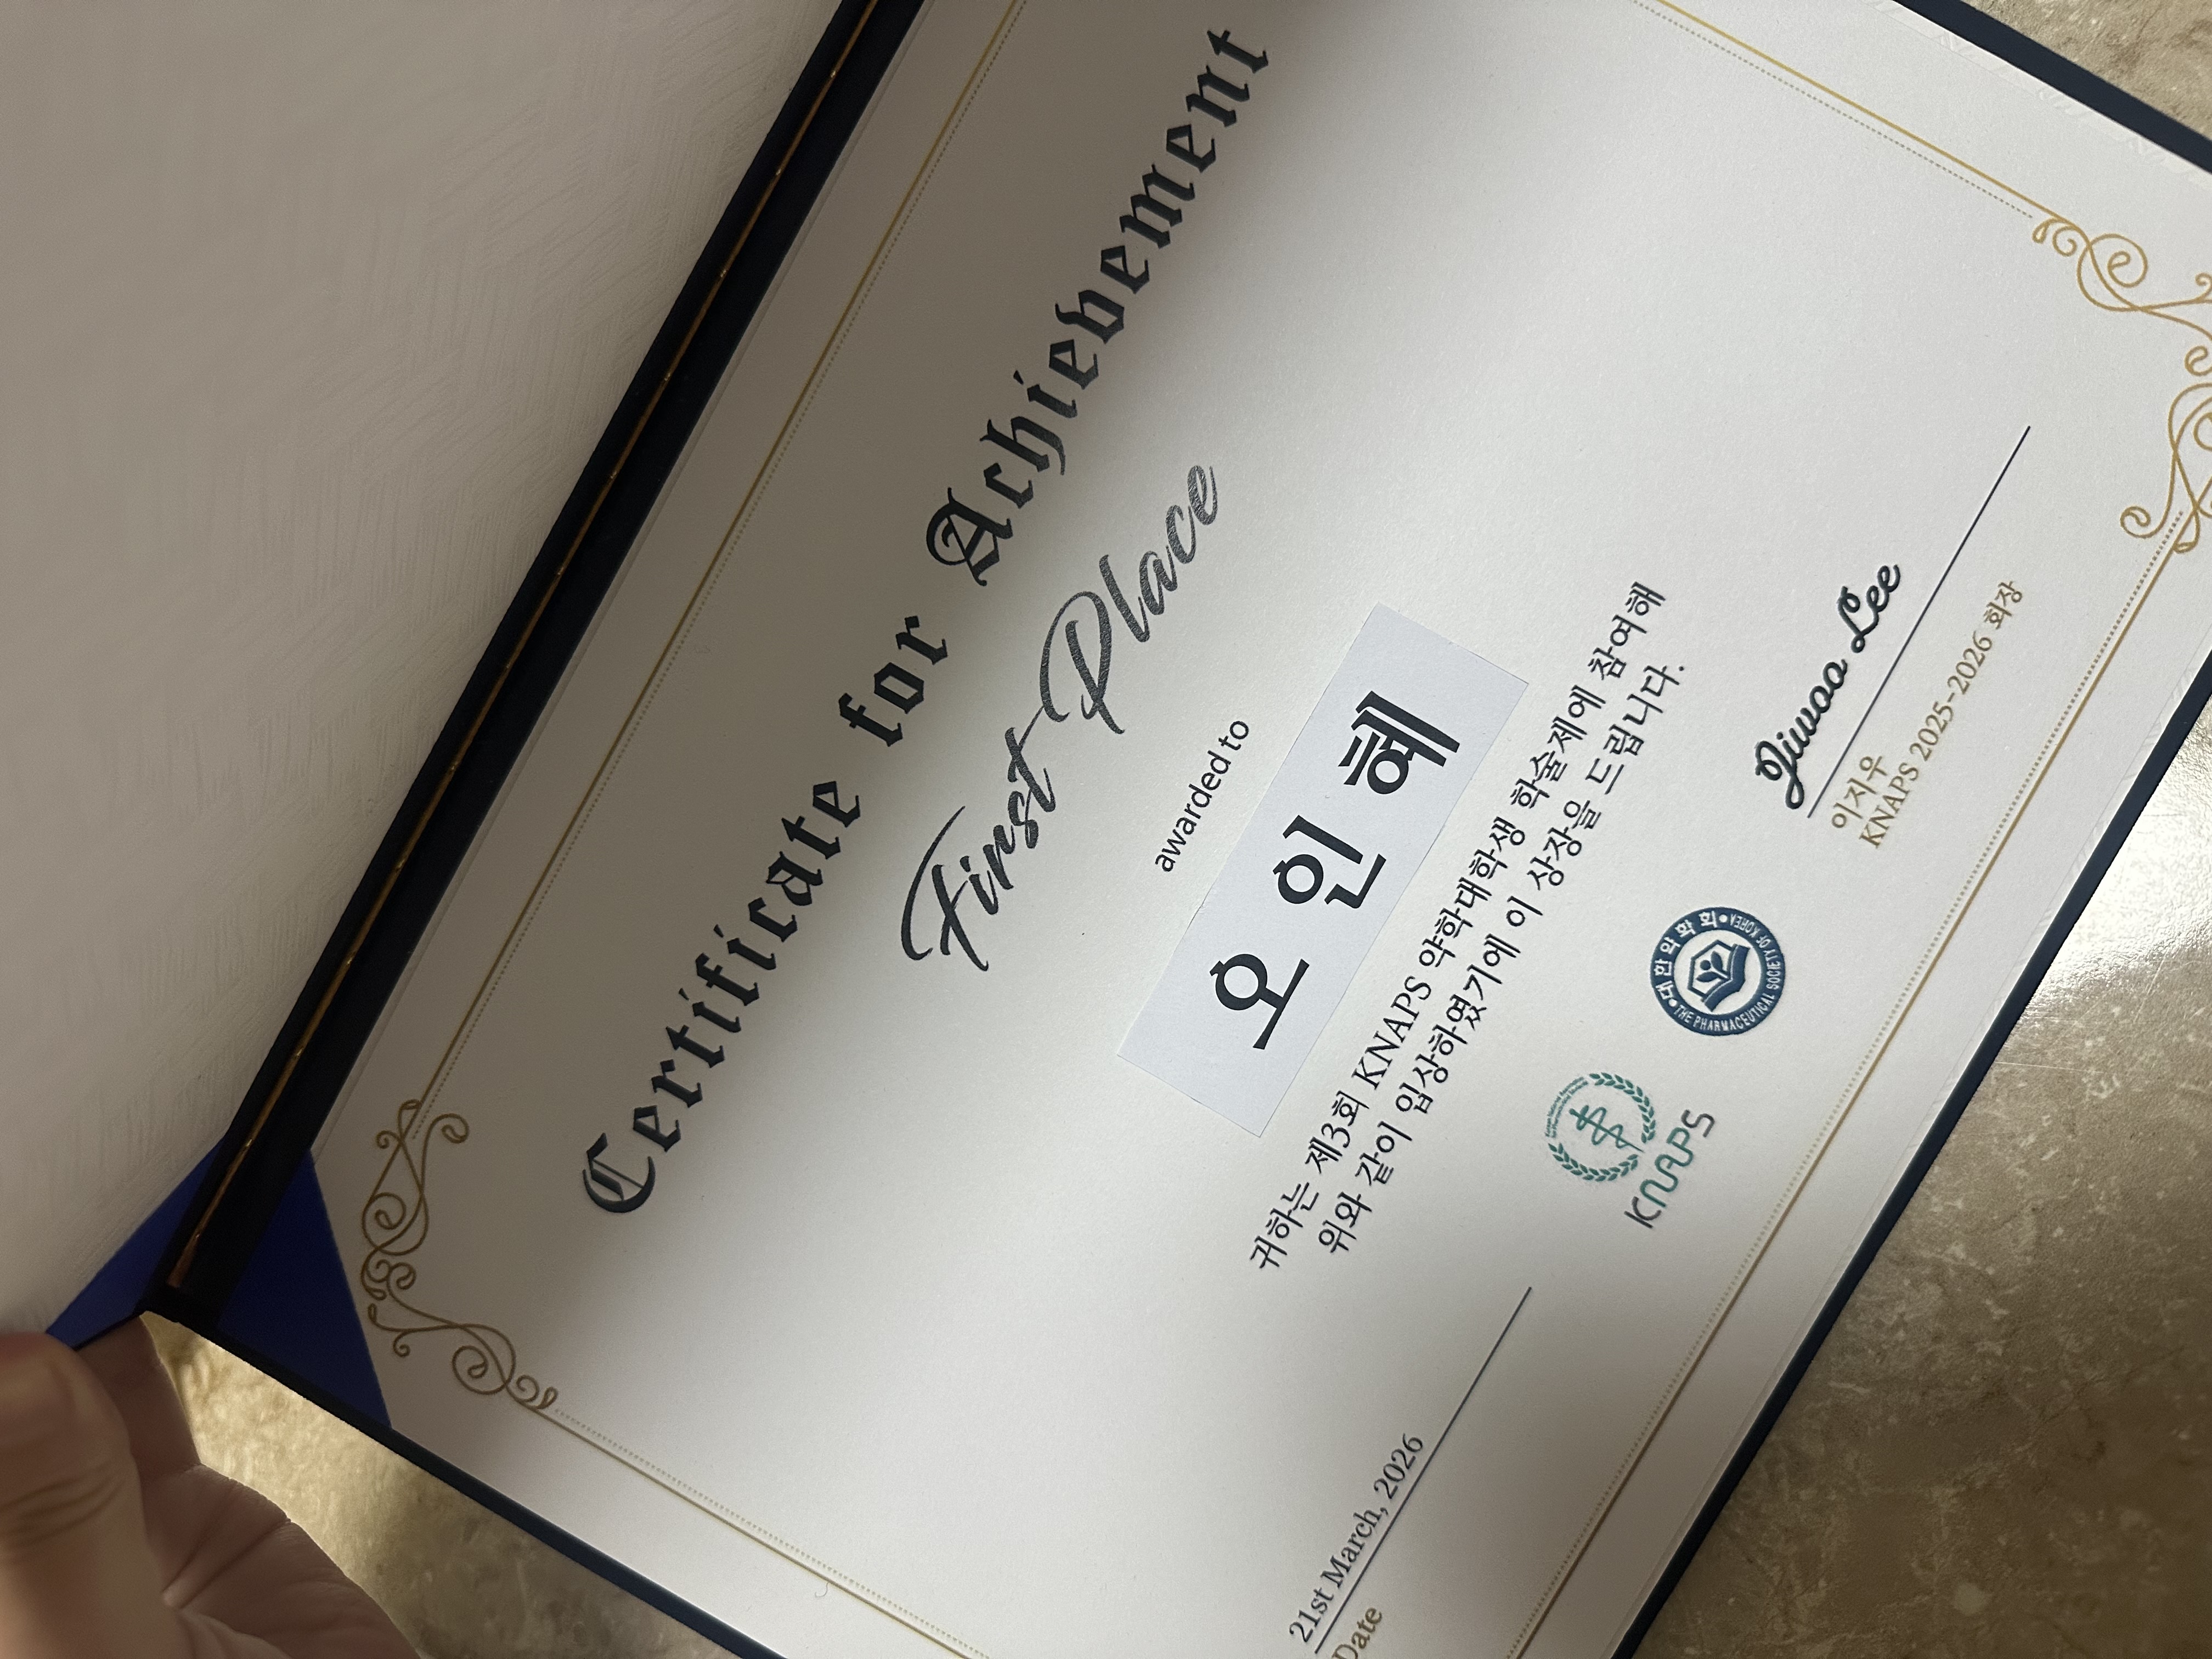 Certificate for Achievement
First Place
awarded to
오 인 혜
귀하는 제3회 KNAPS 약학대학생 학술제에 참여해
위와 같이 입상하였기에 이 상장을 드립니다.
21st March, 2026
Date
KNAPS
대한약학회
THE PHARMACEUTICAL SOCIETY OF KOREA
Jiwoo Lee
이지우
KNAPS 2025-2026 회장